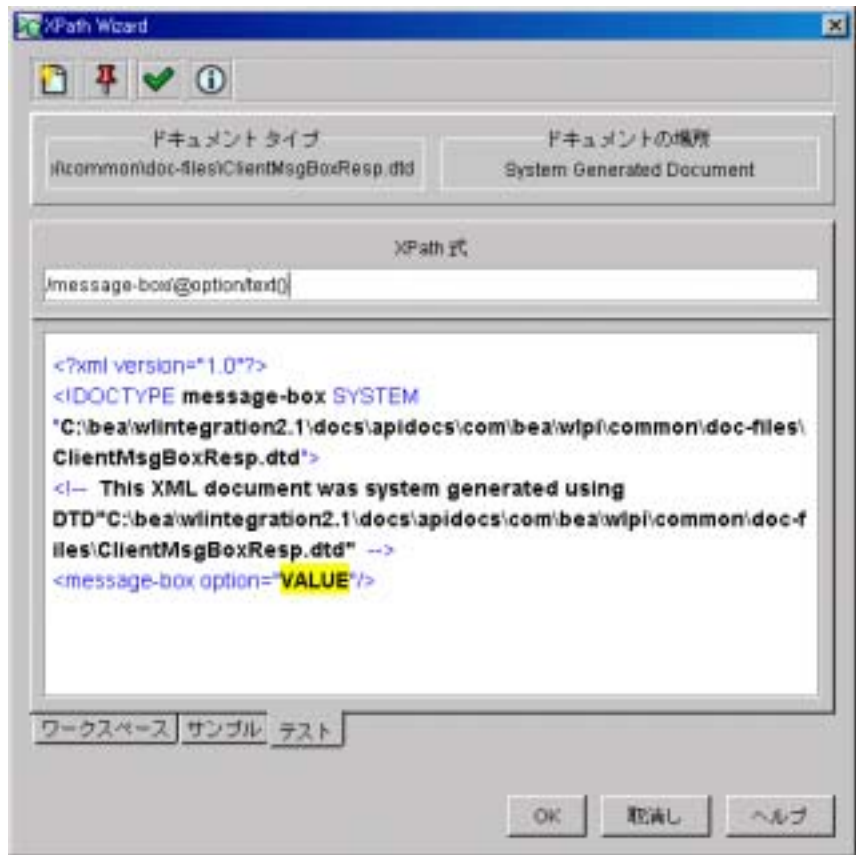 XPath Wizard
ドキュメント タイプ
ドキュメントの場所
l\common\doc-files\ClientMsgBoxResp.dtd
System Generated Document
XPath 式
/message-box/@option/text()
<?xml version="1.0"?>
<!DOCTYPE message-box SYSTEM
"C:\bea\wlintegration2.1\docs\apidocs\com\bea\wlpi\common\doc-files\
ClientMsgBoxResp.dtd">
<!-- This XML document was system generated using
DTD"C:\bea\wlintegration2.1\docs\apidocs\com\bea\wlpi\common\doc-f
iles\ClientMsgBoxResp.dtd" -->
<message-box option="VALUE"/>
ワークスペース サンプル テスト
OK 取消し ヘルプ